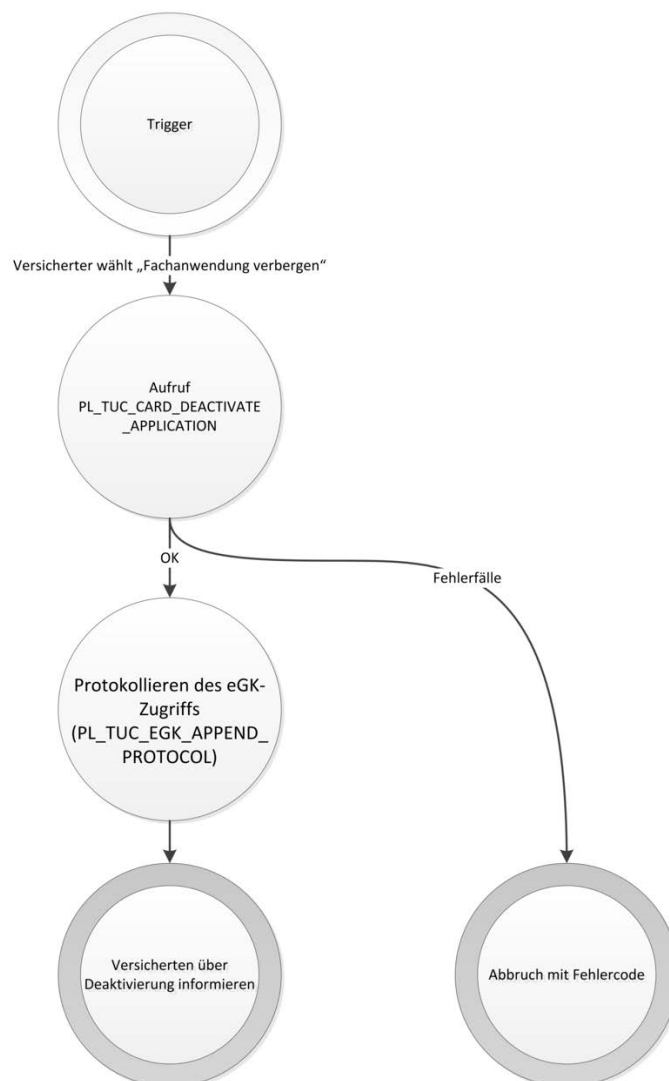 Trigger
Versicherter wählt „Fachanwendung verbergen“
Aufruf
PL_TUC_CARD_DEACTIVATE
_APPLICATION
OK
Fehlerfälle
Protokollieren des eGK-
Zugriffs
(PL_TUC_EGK_APPEND_
PROTOCOL)
Versicherten über
Deaktivierung informieren
Abbruch mit Fehlercode